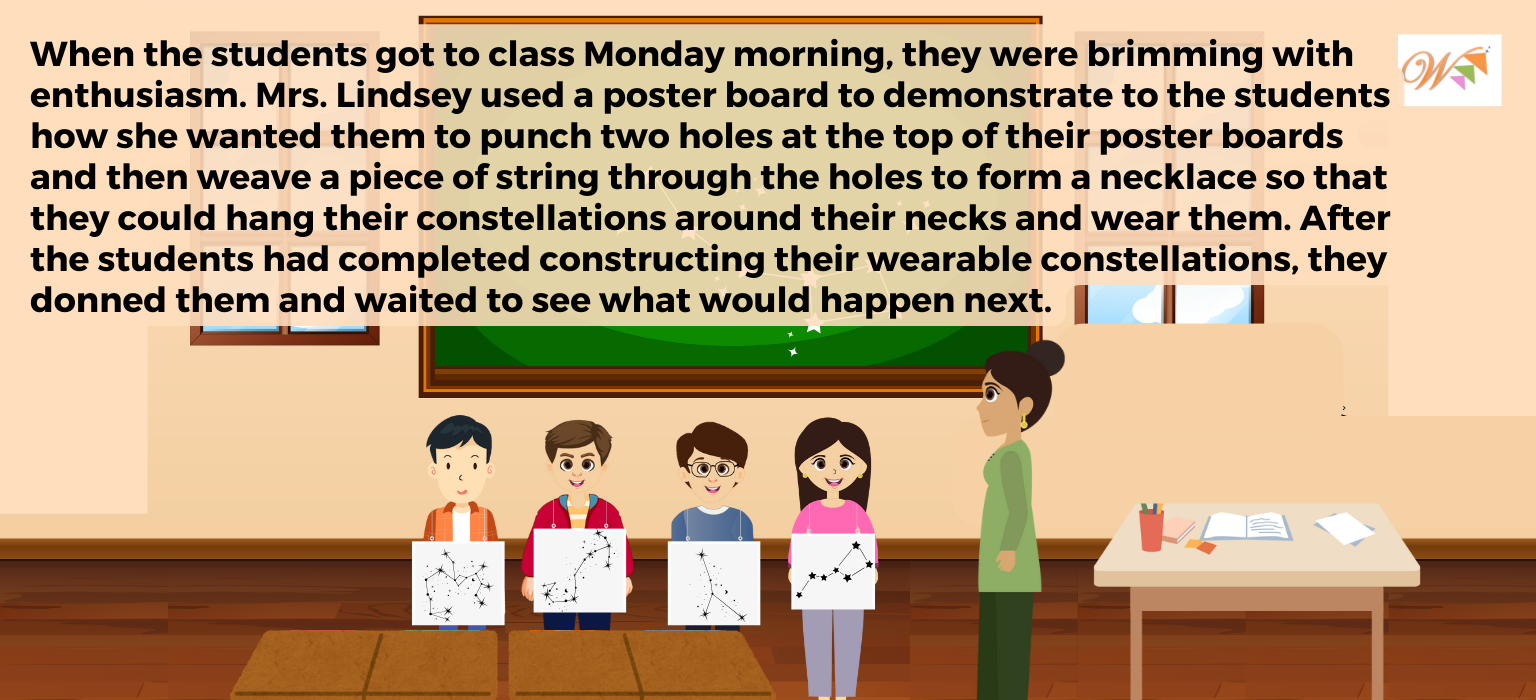 When the students got to class Monday morning, they were brimming with
enthusiasm. Mrs. Lindsey used a poster board to demonstrate to the students
how she wanted them to punch two holes at the top of their poster boards
and then weave a piece of string through the holes to form a necklace so that
they could hang their constellations around their necks and wear them. After
the students had completed constructing their wearable constellations, they
donned them and waited to see what would happen next.
W